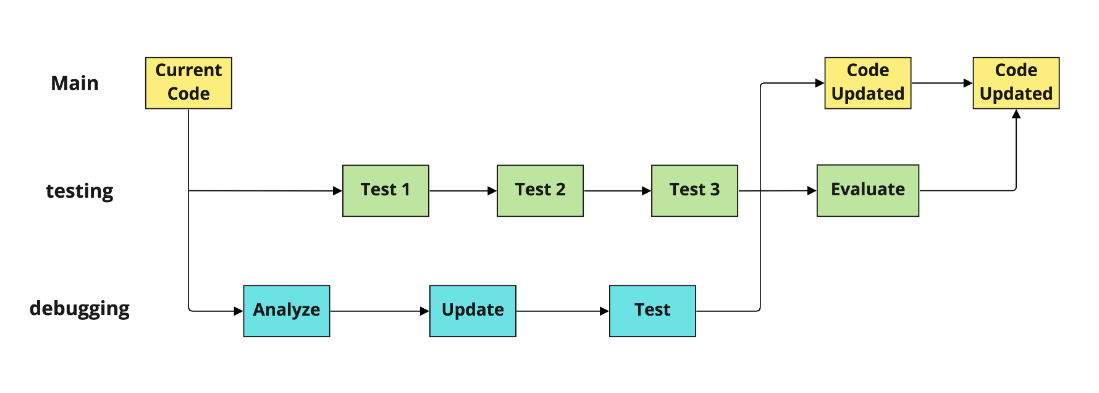 Main
Current
Code
Code
Updated
Code
Updated
testing
Test 1
Test 2
Test 3
Evaluate
debugging
Analyze
Update
Test